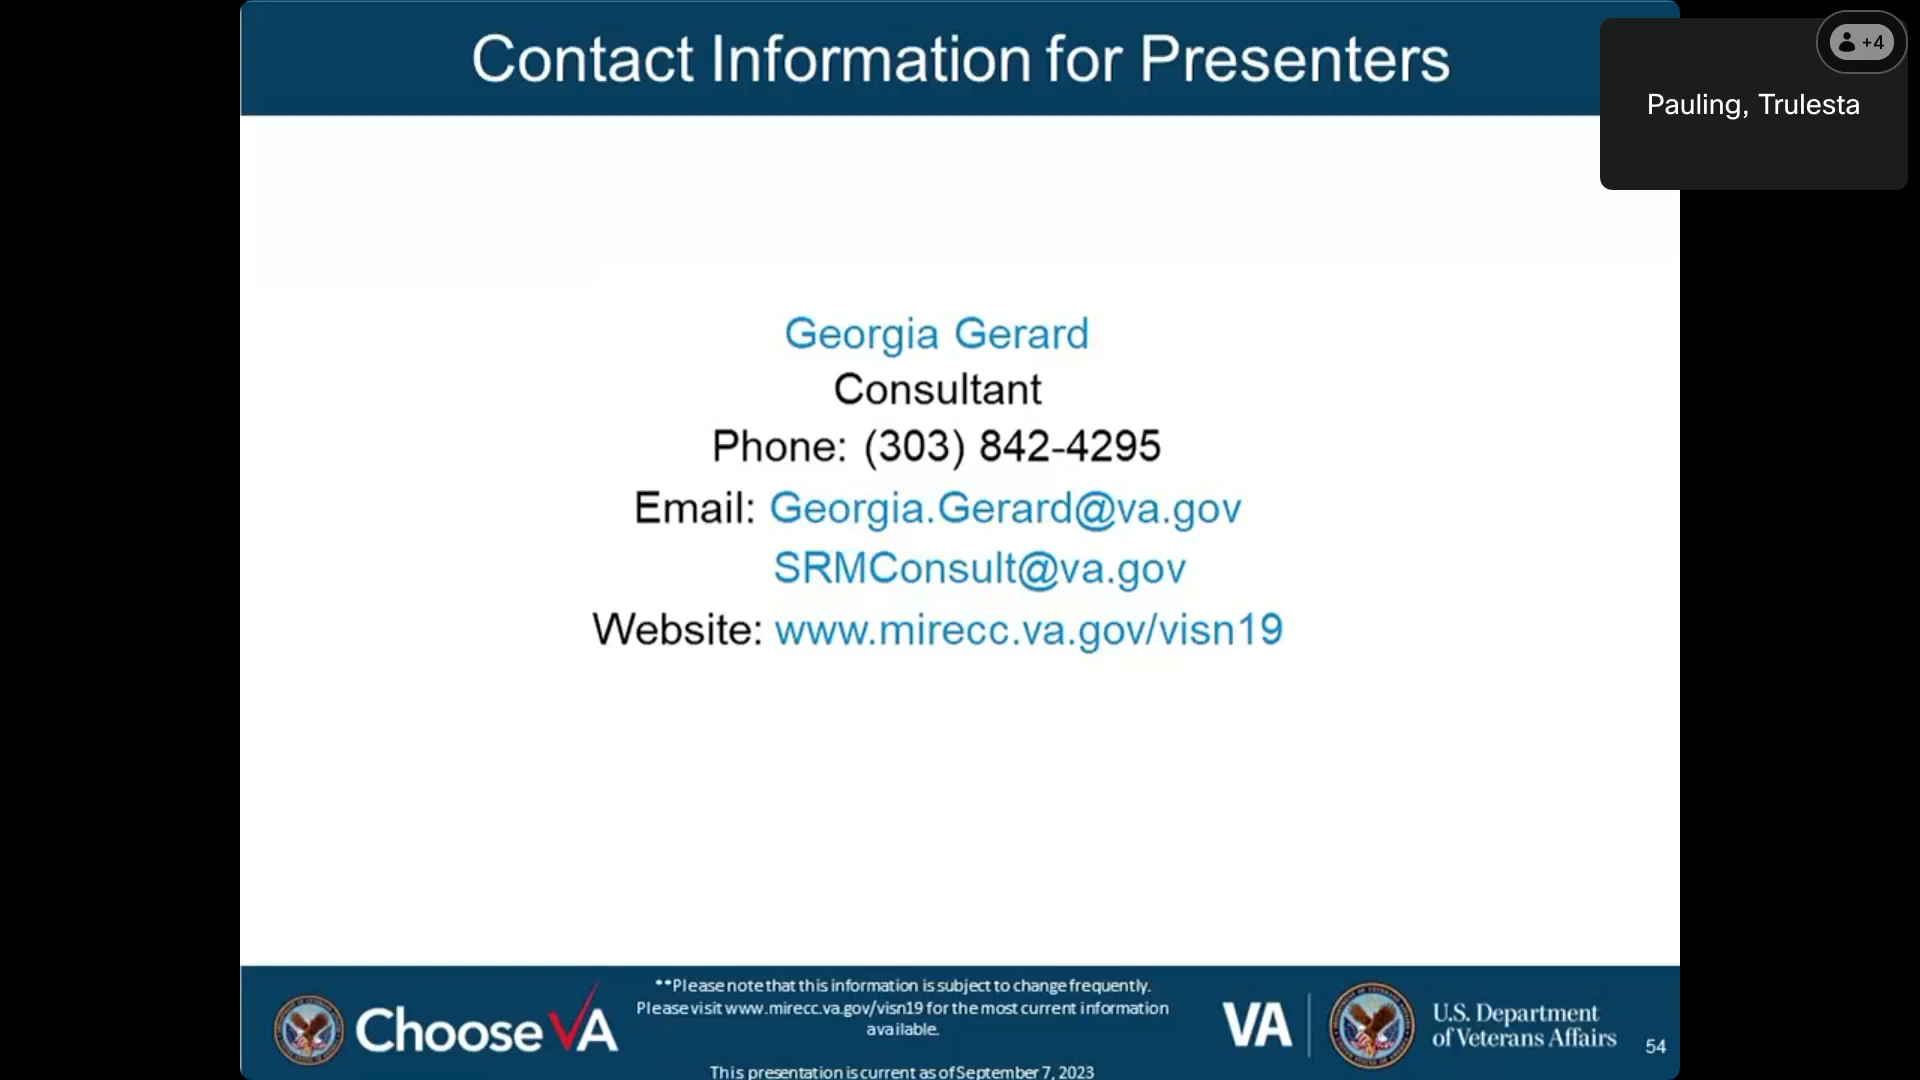 Contact Information for Presenters
+4
Pauling, Trulesta
Georgia Gerard
Consultant
Phone: (303) 842-4295
Email: Georgia.Gerard@va.gov
SRMConsult@va.gov
Website: www.mirecc.va.gov/visn19
Choose VA
**Please note that this information is subject to change frequently.
Please visit www.mirecc.va.gov/visn19 for the most current information
available.
This presentation is current as of September 7, 2023
VA
U.S. Department
of Veterans Affairs
54